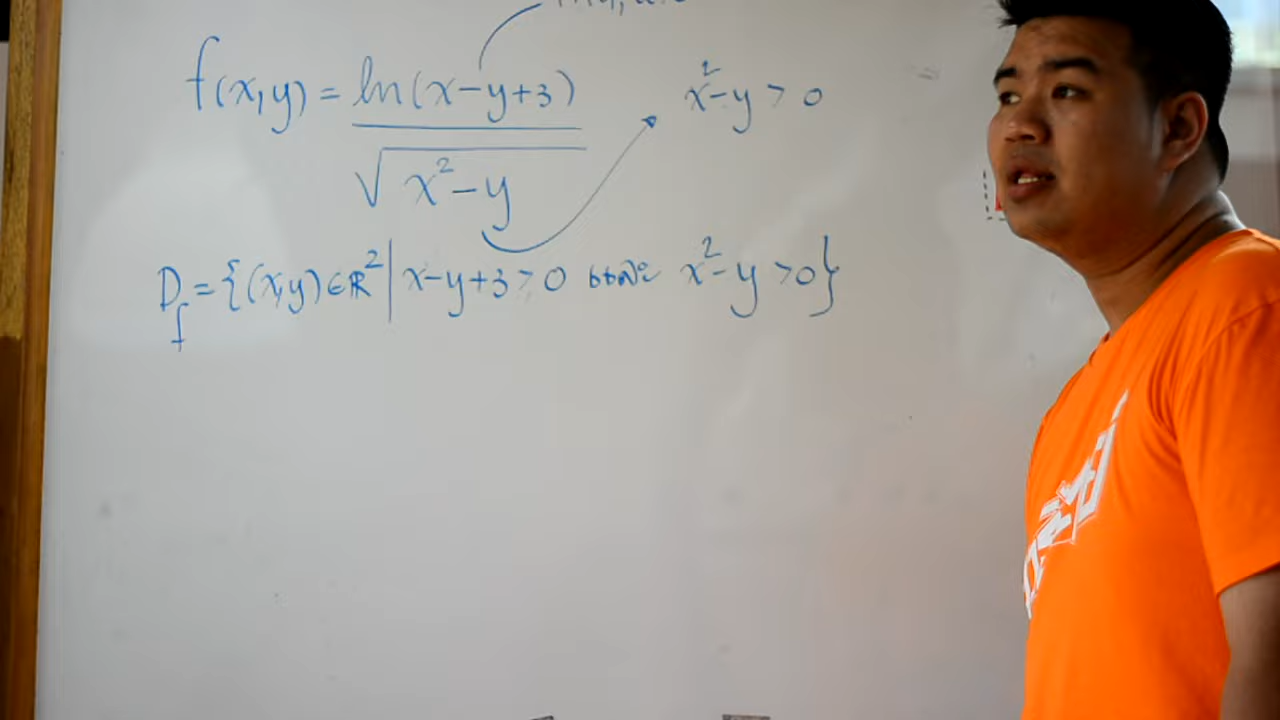 f(x,y) = ln(x-y+3)
√x²-y
x²-y > 0
D_f = {(x,y) ∈ ℝ² | x-y+3 > 0 และ x²-y > 0}